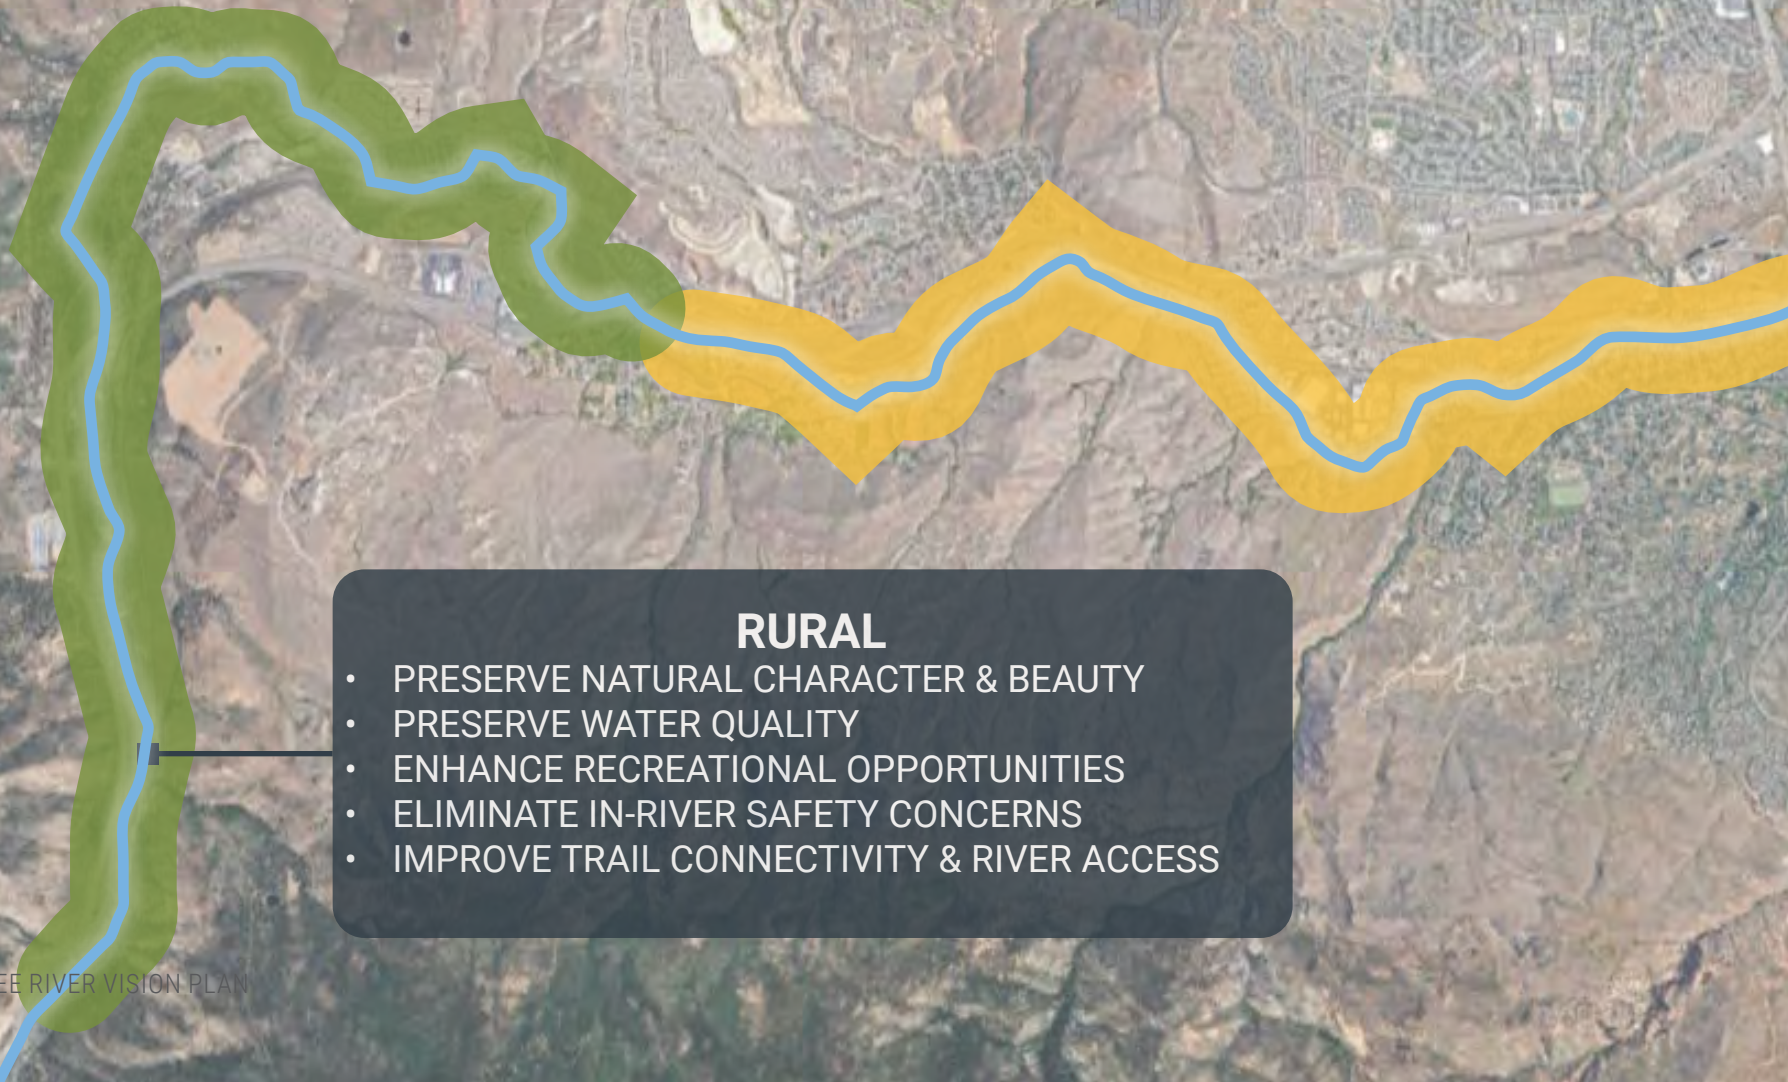 RURAL
• PRESERVE NATURAL CHARACTER & BEAUTY
• PRESERVE WATER QUALITY
• ENHANCE RECREATIONAL OPPORTUNITIES
• ELIMINATE IN-RIVER SAFETY CONCERNS
• IMPROVE TRAIL CONNECTIVITY & RIVER ACCESS
EE RIVER VISION PLAN